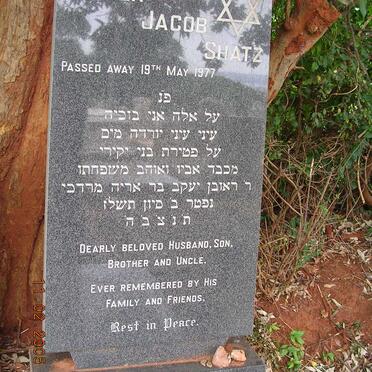 JACOB
SHATZ
PASSED AWAY 19TH MAY 1977
פנ
על אלה אני בוכיה
עיני עיני יורדה מים
על פטירת בני יקירי
מכבד אביו ואוהב משפחתו
ר ראובן יעקב בר אריה מרדכי
נפטר ב סיון תשלז
ת נ צ ב ה
DEARLY BELOVED HUSBAND, SON,
BROTHER AND UNCLE.
EVER REMEMBERED BY HIS
FAMILY AND FRIENDS.
Rest in Peace.